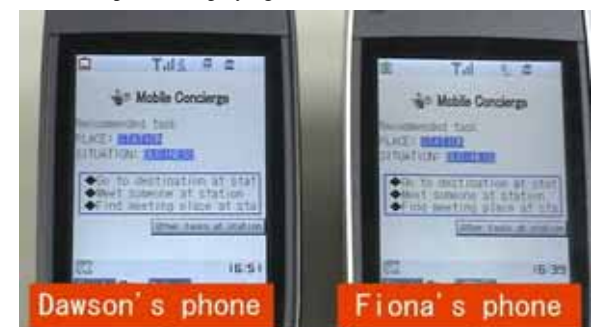 Mobile Concierge
Recommended task
PLACE: STATION
SITUATION:
◆Go to destination at stat
◆Meet someone at station
◆Find meeting place at sta
Other tasks at station
16:51
Dawson's phone
Mobile Concierge
Recommended task
PLACE: STATION
SITUATION:
◆Go to destination at stat
◆Meet someone at station
◆Find meeting place at sta
Other tasks at station
16:39
Fiona's phone